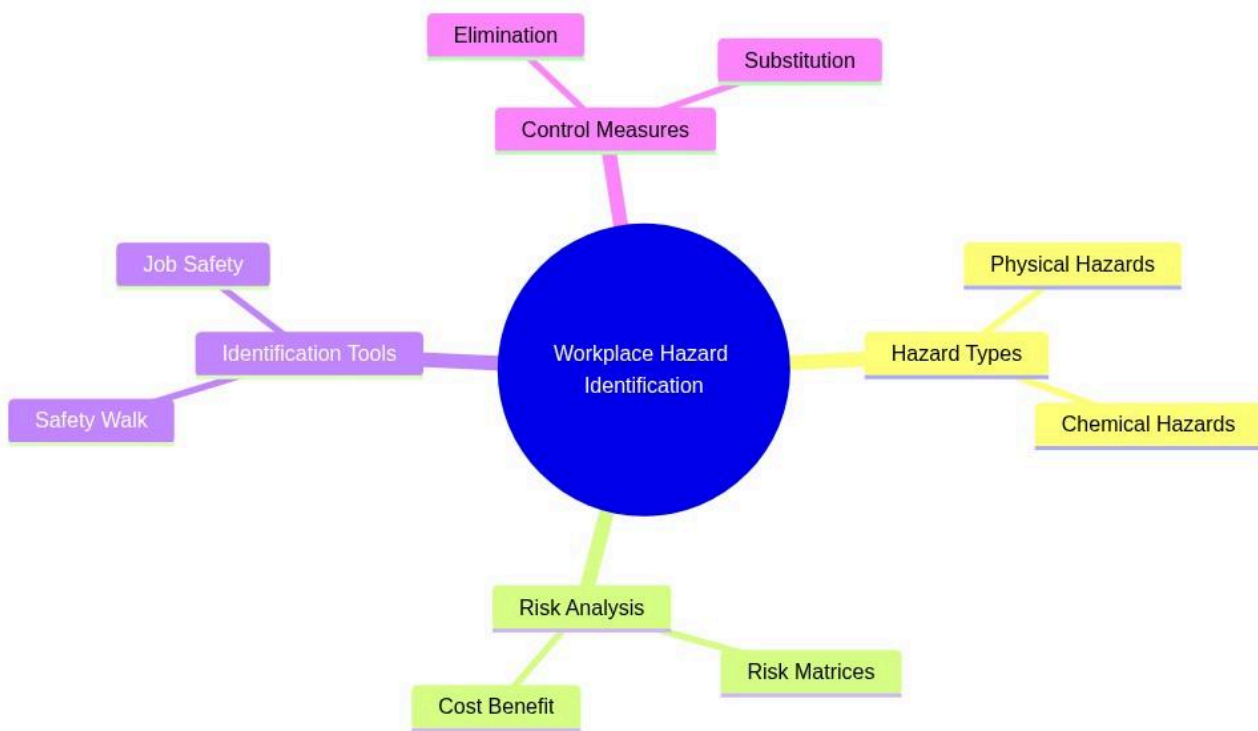 Elimination
Substitution
Control Measures
Job Safety
Physical Hazards
Identification Tools
Workplace Hazard
Identification
Hazard Types
Safety Walk
Chemical Hazards
Risk Analysis
Risk Matrices
Cost Benefit